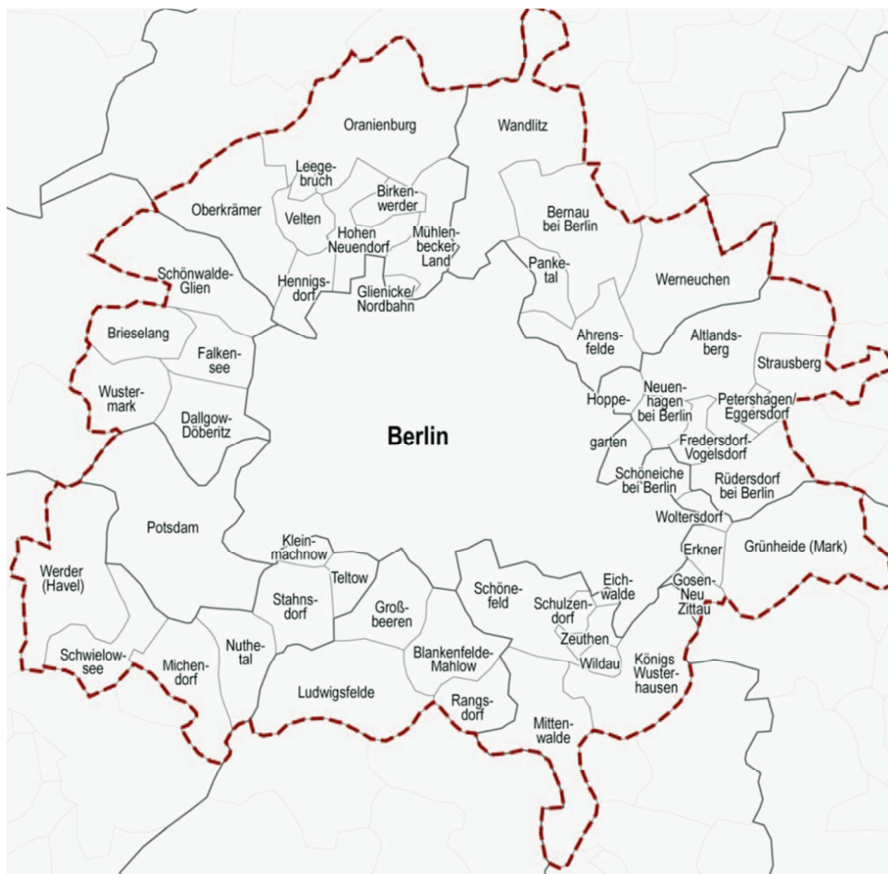 Oranienburg
Wandlitz
Leege-
bruch
Birken-
werder
Oberkrämer
Velten
Hohen
Neuendorf
Mühlen-
becker
Land
Bernau
bei Berlin
Schönwalde-
Glien
Hennigs-
dorf
Glienicke/
Nordbahn
Panke-
tal
Werneuchen
Brieselang
Falken-
see
Ahrens-
felde
Altlands-
berg
Strausberg
Wuster-
mark
Dallgow-
Döberitz
Hoppe-
garten
Neuen-
hagen
bei Berlin
Petershagen/
Eggersdorf
Berlin
Fredersdorf-
Vogelsdorf
Schöneiche
bei Berlin
Rüdersdorf
bei Berlin
Potsdam
Woltersdorf
Klein-
machnow
Erkner
Grünheide (Mark)
Werder
(Havel)
Teltow
Stahns-
dorf
Schöne-
feld
Eich-
walde
Gosen-
Neu
Zittau
Groß-
beeren
Schulzen-
dorf
Zeuthen
Nuthe-
tal
Schwielow-
see
Michen-
dorf
Blankenfelde-
Mahlow
Wildau
Königs
Wuster-
hausen
Ludwigsfelde
Rangs-
dorf
Mitten-
walde